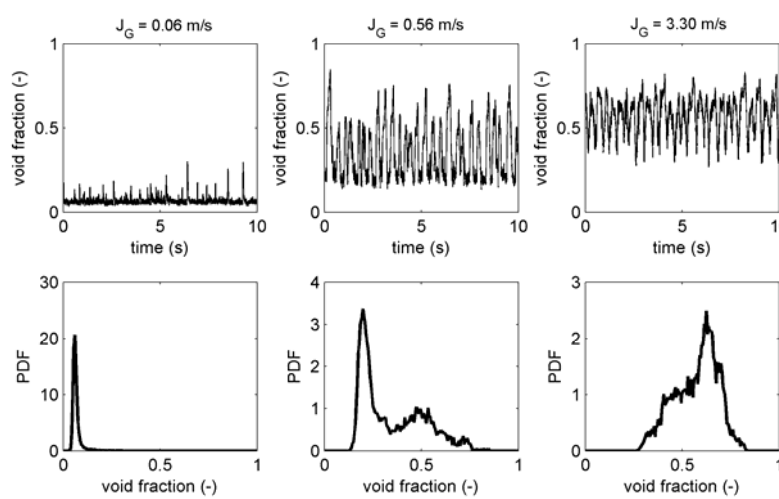 J_G = 0.06 m/s
J_G = 0.56 m/s
J_G = 3.30 m/s
void fraction (-)
1
0.5
0
0 5 10
time (s)
void fraction (-)
1
0.5
0
0 5 10
time (s)
void fraction (-)
1
0.5
0
0 5 1
time (s)
PDF
30
20
10
0
0 0.5 1
void fraction (-)
PDF
4
3
2
1
0
0 0.5 1
void fraction (-)
PDF
3
2
1
0
0 0.5 1
void fraction (-)